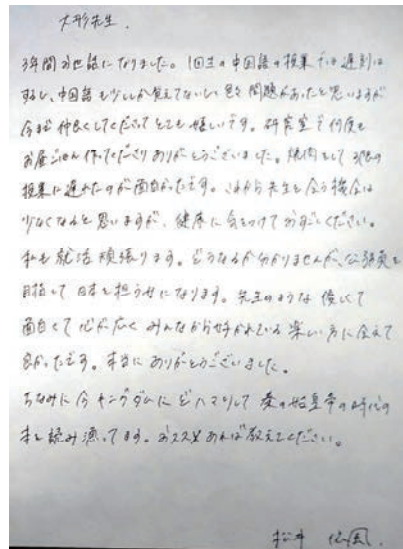 大形先生.
3年間お世話になりました。1回生の中国語の授業では遅刻は
するし、中国語も少ししか覚えてないし、色々問題があったと思いますが
今まで仲良くしてくださってとても嬉しいです。研究室で何度も
お昼ごはん作ってくださりありがとうございました。焼肉をして3限の
授業に遅れたのが面白かったです。これから先生と会う機会は
少なくなると思いますが、健康に気をつけておすごしください。
私も就活頑張ります。どうなるか分かりませんが、公務員を
目指して日本を担う女になります。先生のような優しくて
面白くて心が広くみんなから好かれている楽しい方に会えて
良かったです。本当にありがとうございました。
ちなみに今キングダムにどハマりして秦の始皇帝の時代の
本を読み漁ってます。おススメあれば教えてください。
松井